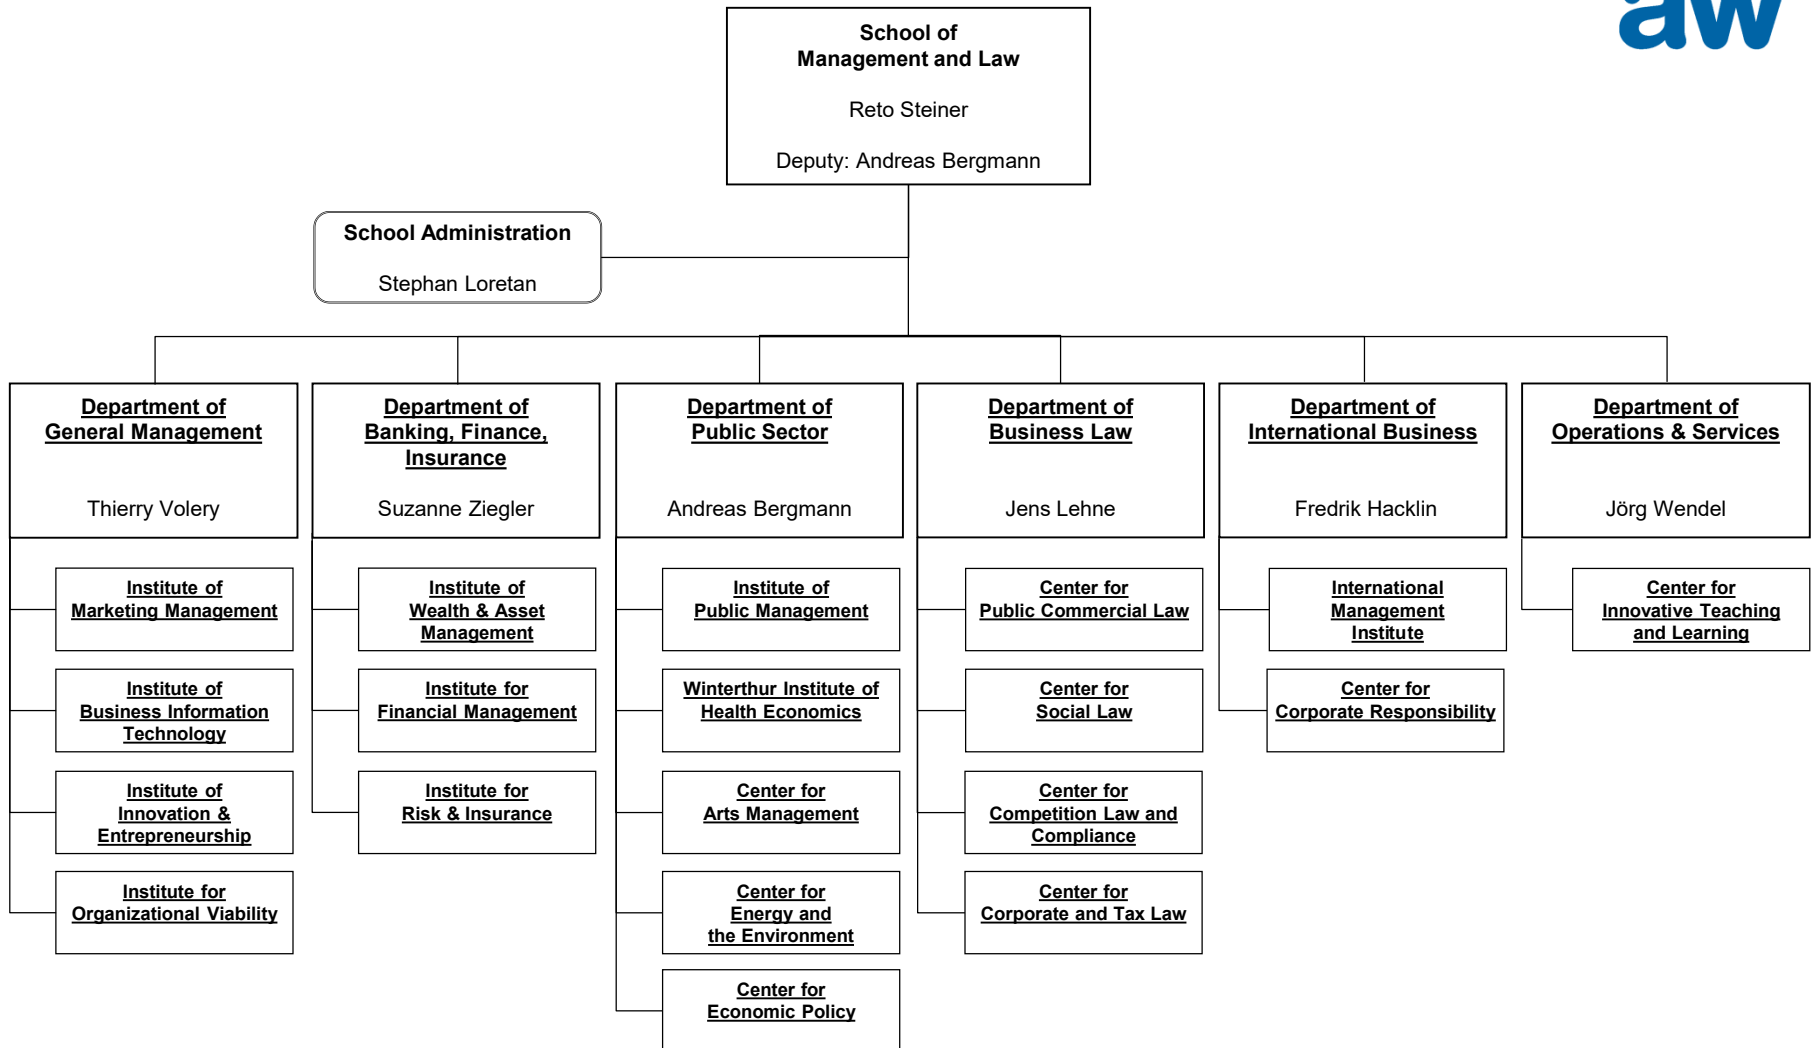 aw
School of
Management and Law
Reto Steiner
Deputy: Andreas Bergmann
School Administration
Stephan Loretan
Department of
General Management
Thierry Volery
Department of
Banking, Finance,
Insurance
Suzanne Ziegler
Department of
Public Sector
Andreas Bergmann
Department of
Business Law
Jens Lehne
Department of
International Business
Fredrik Hacklin
Department of
Operations & Services
Jörg Wendel
Institute of
Marketing Management
Institute of
Business Information
Technology
Institute of
Innovation &
Entrepreneurship
Institute for
Organizational Viability
Institute of
Wealth & Asset
Management
Institute for
Financial Management
Institute for
Risk & Insurance
Institute of
Public Management
Winterthur Institute of
Health Economics
Center for
Arts Management
Center for
Energy and
the Environment
Center for
Economic Policy
Center for
Public Commercial Law
Center for
Social Law
Center for
Competition Law and
Compliance
Center for
Corporate and Tax Law
International
Management
Institute
Center for
Corporate Responsibility
Center for
Innovative Teaching
and Learning